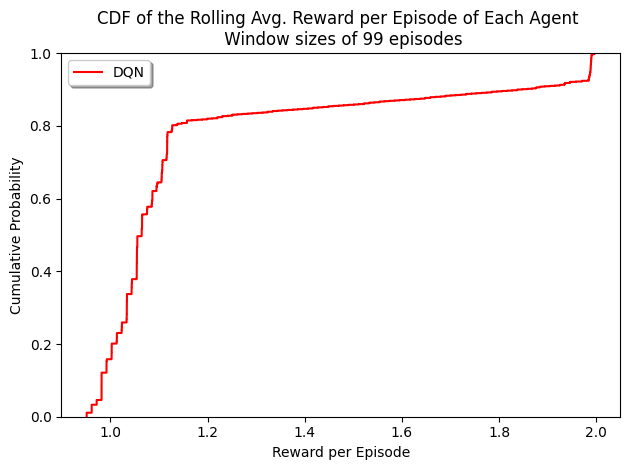 CDF of the Rolling Avg. Reward per Episode of Each Agent
Window sizes of 99 episodes
DQN
Cumulative Probability
1.0
0.8
0.6
0.4
0.2
0.0
1.0 1.2 1.4 1.6 1.8 2.0
Reward per Episode